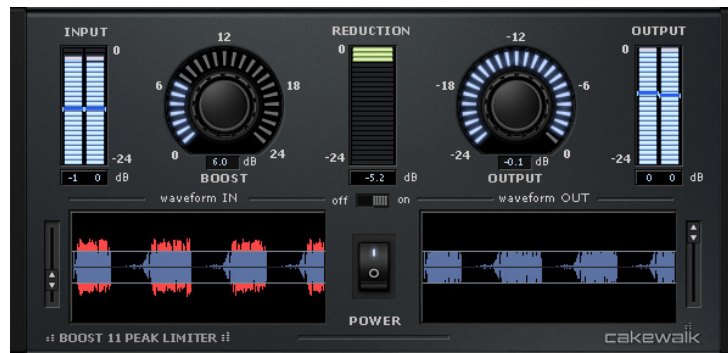 INPUT
0
-24
-1 0 dB
12
6
18
0
24
6.0 dB
BOOST
REDUCTION
0
-24
-5.2 dB
off on
-12
-18
-6
-24
0
-0.1 dB
OUTPUT
OUTPUT
0
-24
0 0 dB
waveform IN
waveform OUT
POWER
BOOST 11 PEAK LIMITER
cakewalk